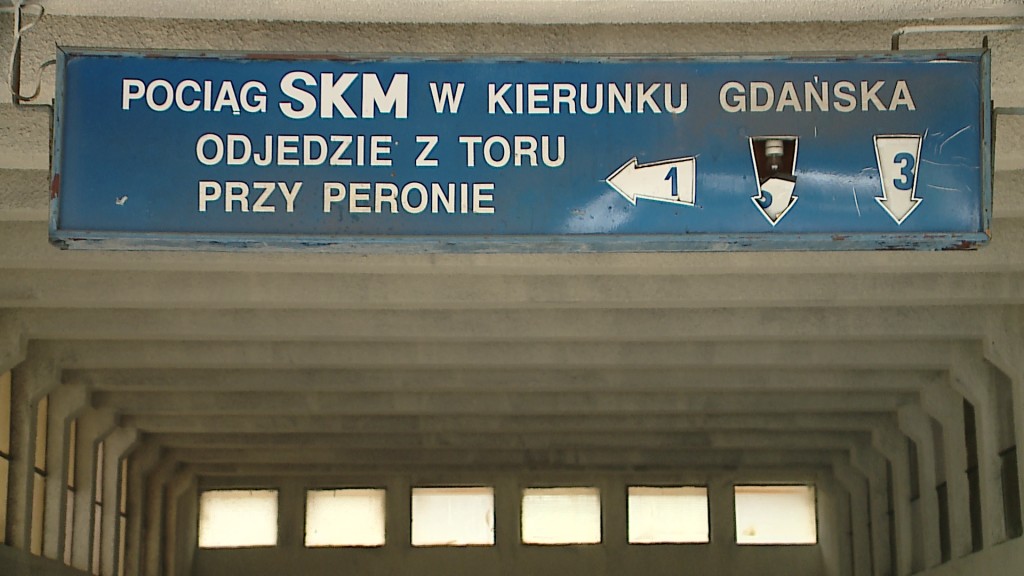 POCIĄG SKM W KIERUNKU GDAŃSKA
ODJEDZIE Z TORU
PRZY PERONIE
1 3